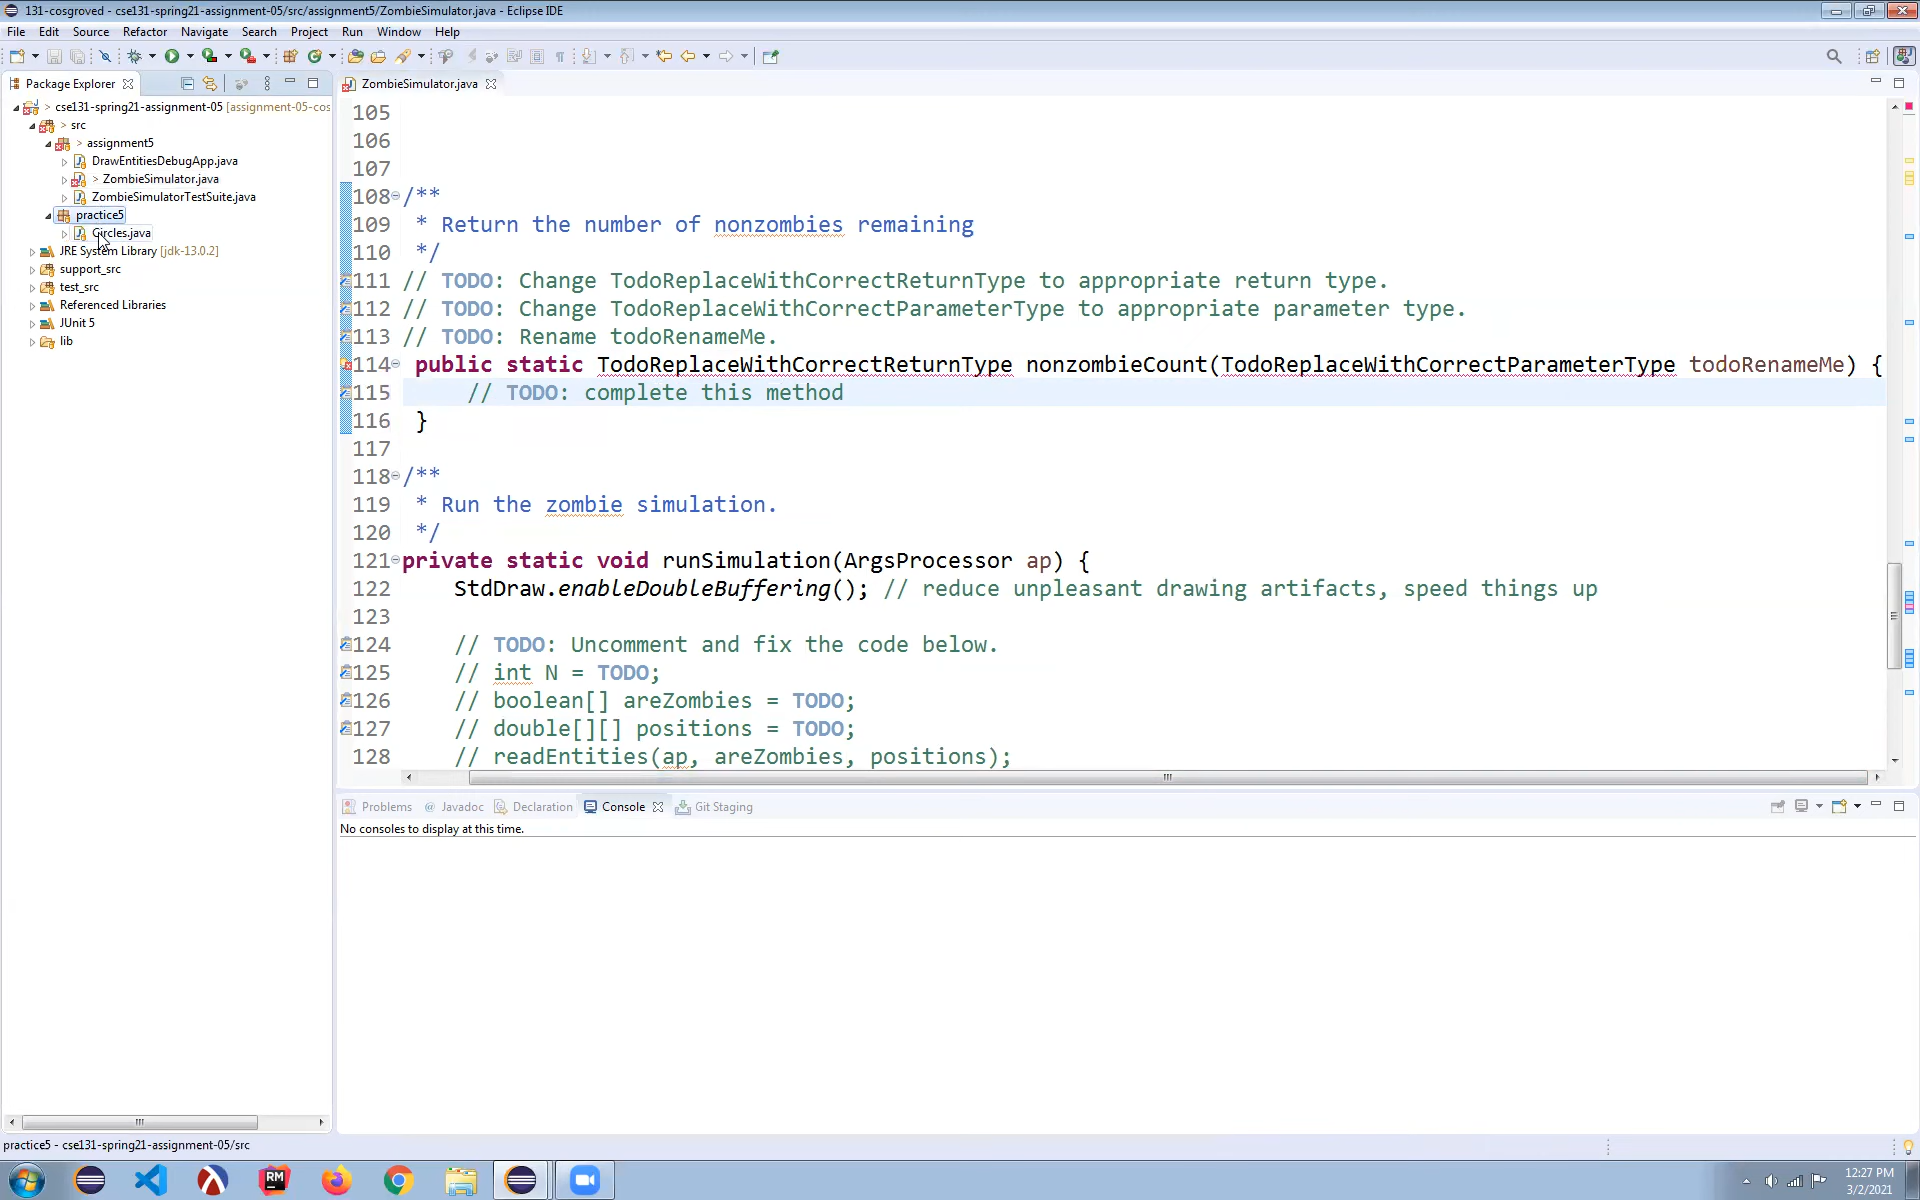 131-cosgroved - cse131-spring21-assignment-05/src/assignment5/ZombieSimulator.java - Eclipse IDE
File Edit Source Refactor Navigate Search Project Run Window Help
Package Explorer
> cse131-spring21-assignment-05 [assignment-05-cos
> src
> assignment5
DrawEntitiesDebugApp.java
> ZombieSimulator.java
ZombieSimulatorTestSuite.java
practice5
Circles.java
JRE System Library [jdk-13.0.2]
support_src
test_src
Referenced Libraries
JUnit 5
lib
ZombieSimulator.java
105
106
107
108 /**
109 * Return the number of nonzombies remaining
110 */
111 // TODO: Change TodoReplaceWithCorrectReturnType to appropriate return type.
112 // TODO: Change TodoReplaceWithCorrectParameterType to appropriate parameter type.
113 // TODO: Rename todoRenameMe.
114 public static TodoReplaceWithCorrectReturnType nonzombieCount(TodoReplaceWithCorrectParameterType todoRenameMe) {
115 // TODO: complete this method
116 }
117
118 /**
119 * Run the zombie simulation.
120 */
121 private static void runSimulation(ArgsProcessor ap) {
122 StdDraw.enableDoubleBuffering(); // reduce unpleasant drawing artifacts, speed things up
123
124 // TODO: Uncomment and fix the code below.
125 // int N = TODO;
126 // boolean[] areZombies = TODO;
127 // double[][] positions = TODO;
128 // readEntities(ap, areZombies, positions);
Problems @ Javadoc Declaration Console Git Staging
No consoles to display at this time.
practice5 - cse131-spring21-assignment-05/src
RM
12:27 PM
3/2/2021